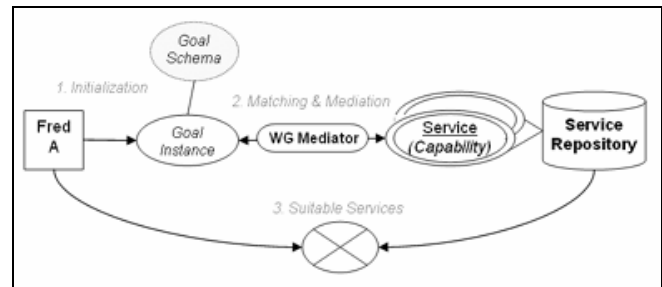 Goal
Schema
1. Initialization
2. Matching & Mediation
Fred
A
Goal
Instance
WG Mediator
Service
(Capability)
Service
Repository
3. Suitable Services